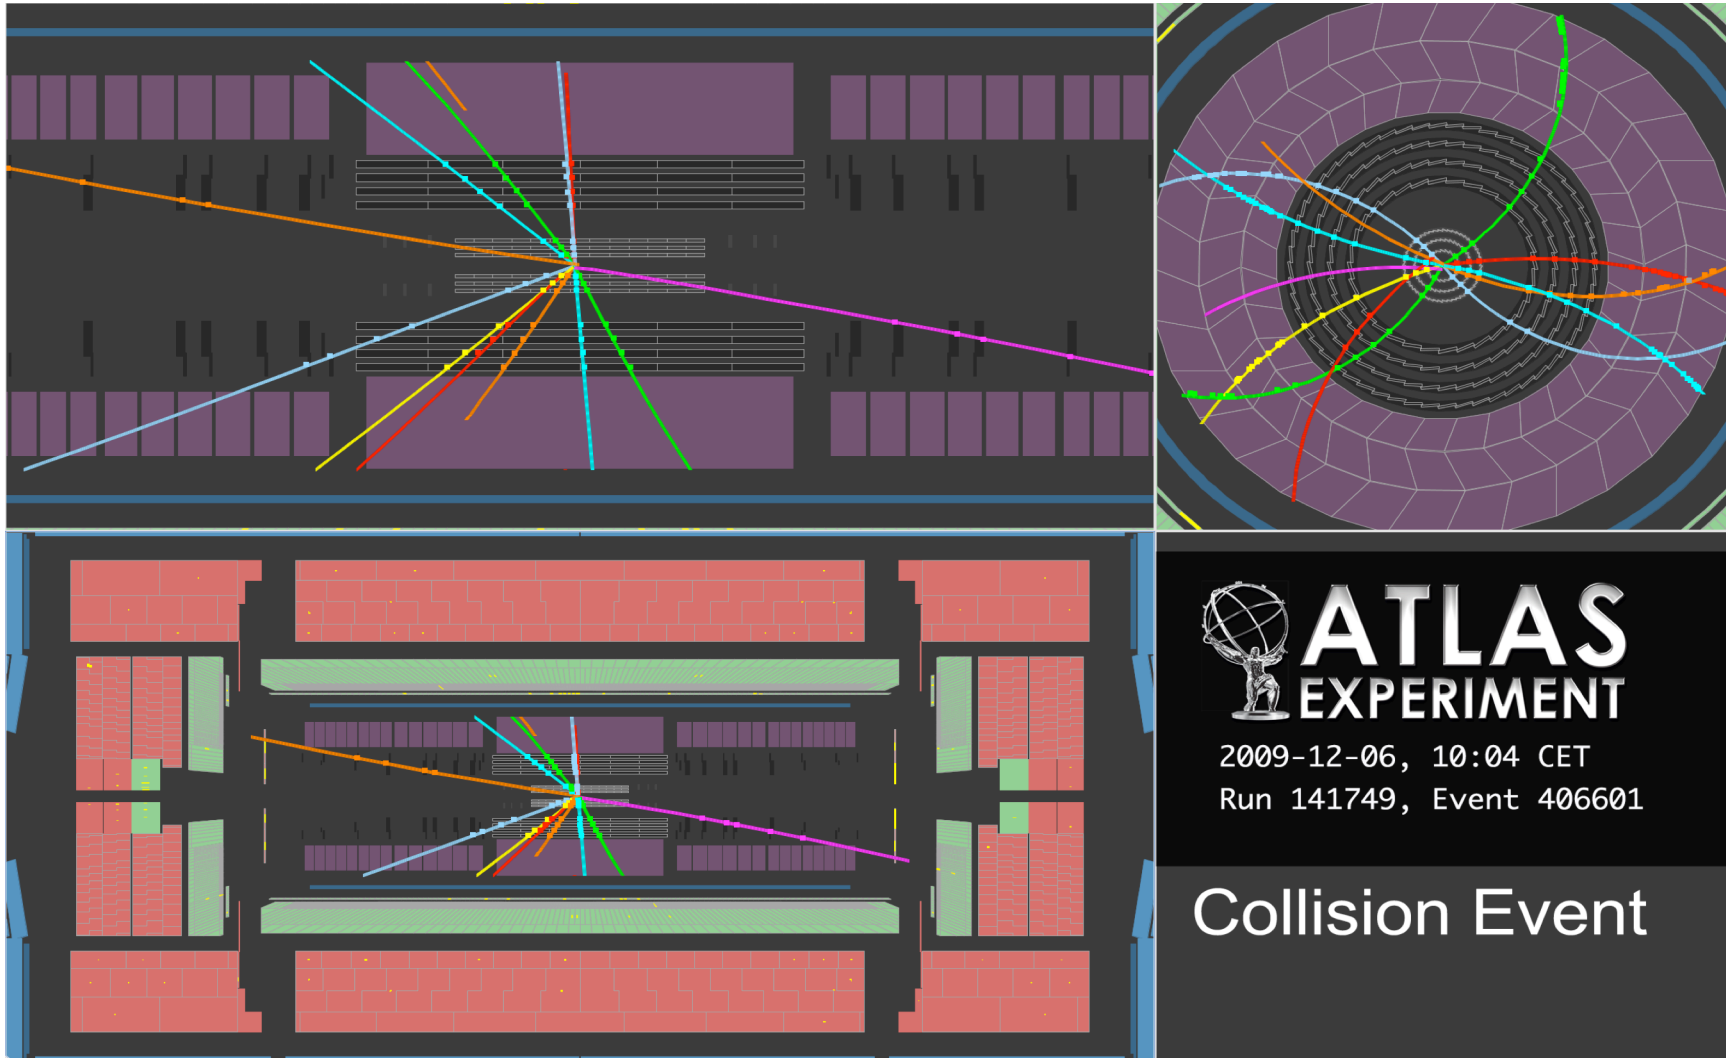 ATLAS
EXPERIMENT
2009-12-06, 10:04 CET
Run 141749, Event 406601
Collision Event